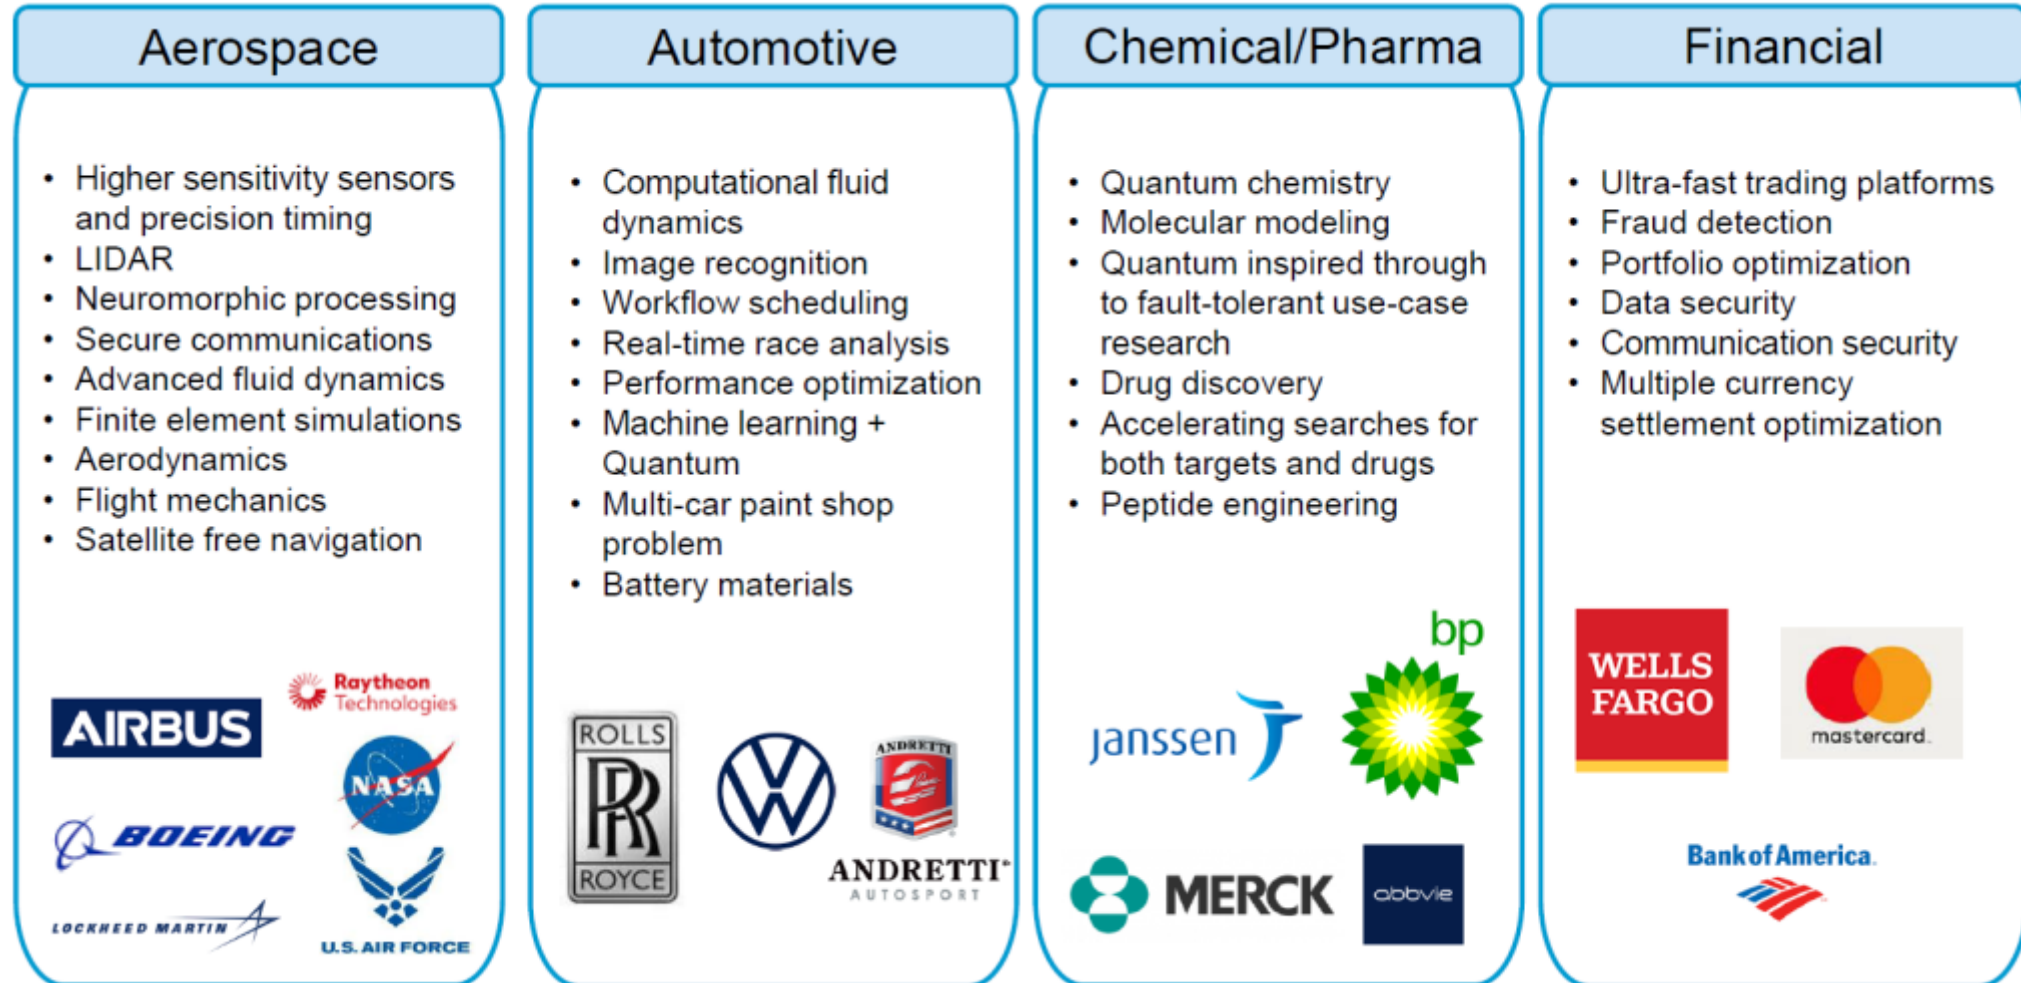 Aerospace
• Higher sensitivity sensors
and precision timing
• LIDAR
• Neuromorphic processing
• Secure communications
• Advanced fluid dynamics
• Finite element simulations
• Aerodynamics
• Flight mechanics
• Satellite free navigation
AIRBUS
Raytheon
Technologies
NASA
BOEING
LOCKHEED MARTIN
U.S. AIR FORCE
Automotive
• Computational fluid
dynamics
• Image recognition
• Workflow scheduling
• Real-time race analysis
• Performance optimization
• Machine learning +
Quantum
• Multi-car paint shop
problem
• Battery materials
ROLLS
RR
ROYCE
VW
ANDRETTI
ANDRETTI
AUTOSPORT
Chemical/Pharma
• Quantum chemistry
• Molecular modeling
• Quantum inspired through
to fault-tolerant use-case
research
• Drug discovery
• Accelerating searches for
both targets and drugs
• Peptide engineering
bp
janssen
MERCK
abbvie
Financial
• Ultra-fast trading platforms
• Fraud detection
• Portfolio optimization
• Data security
• Communication security
• Multiple currency
settlement optimization
WELLS
FARGO
mastercard.
Bank of America.